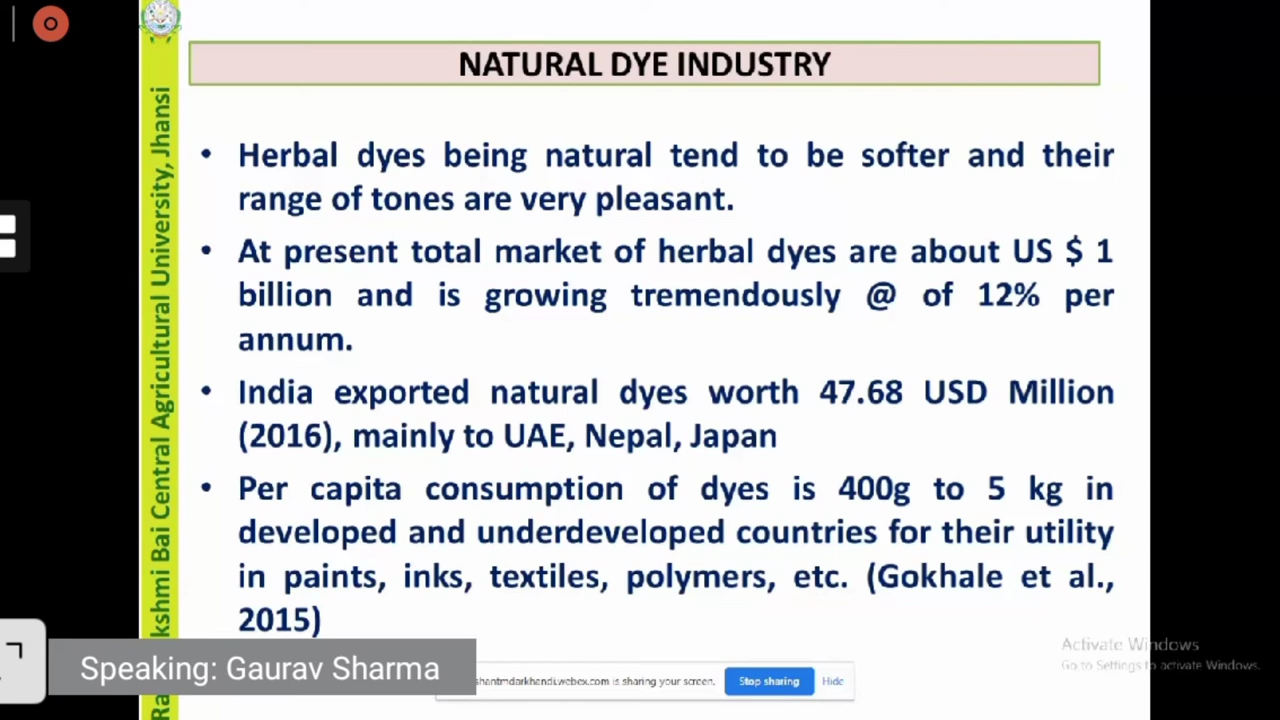 NATURAL DYE INDUSTRY
• Herbal dyes being natural tend to be softer and their
range of tones are very pleasant.
• At present total market of herbal dyes are about US $ 1
billion and is growing tremendously @ of 12% per
annum.
• India exported natural dyes worth 47.68 USD Million
(2016), mainly to UAE, Nepal, Japan
• Per capita consumption of dyes is 400g to 5 kg in
developed and underdeveloped countries for their utility
in paints, inks, textiles, polymers, etc. (Gokhale et al.,
2015)
kshmi Bai Central Agricultural University, Jhansi
Speaking: Gaurav Sharma
shantmdarkhandi.webex.com is sharing your screen.
Stop sharing
Hide
Activate Windows
Go to Settings to activate Windows.